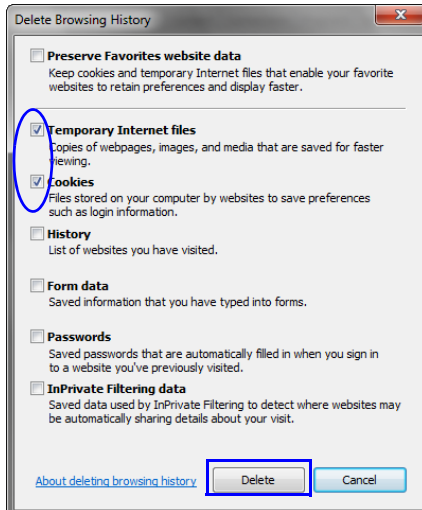 Delete Browsing History
Preserve Favorites website data
Keep cookies and temporary Internet files that enable your favorite
websites to retain preferences and display faster.
Temporary Internet files
Copies of webpages, images, and media that are saved for faster
viewing.
Cookies
Files stored on your computer by websites to save preferences
such as login information.
History
List of websites you have visited.
Form data
Saved information that you have typed into forms.
Passwords
Saved passwords that are automatically filled in when you sign in
to a website you've previously visited.
InPrivate Filtering data
Saved data used by InPrivate Filtering to detect where websites may
be automatically sharing details about your visit.
About deleting browsing history Delete Cancel